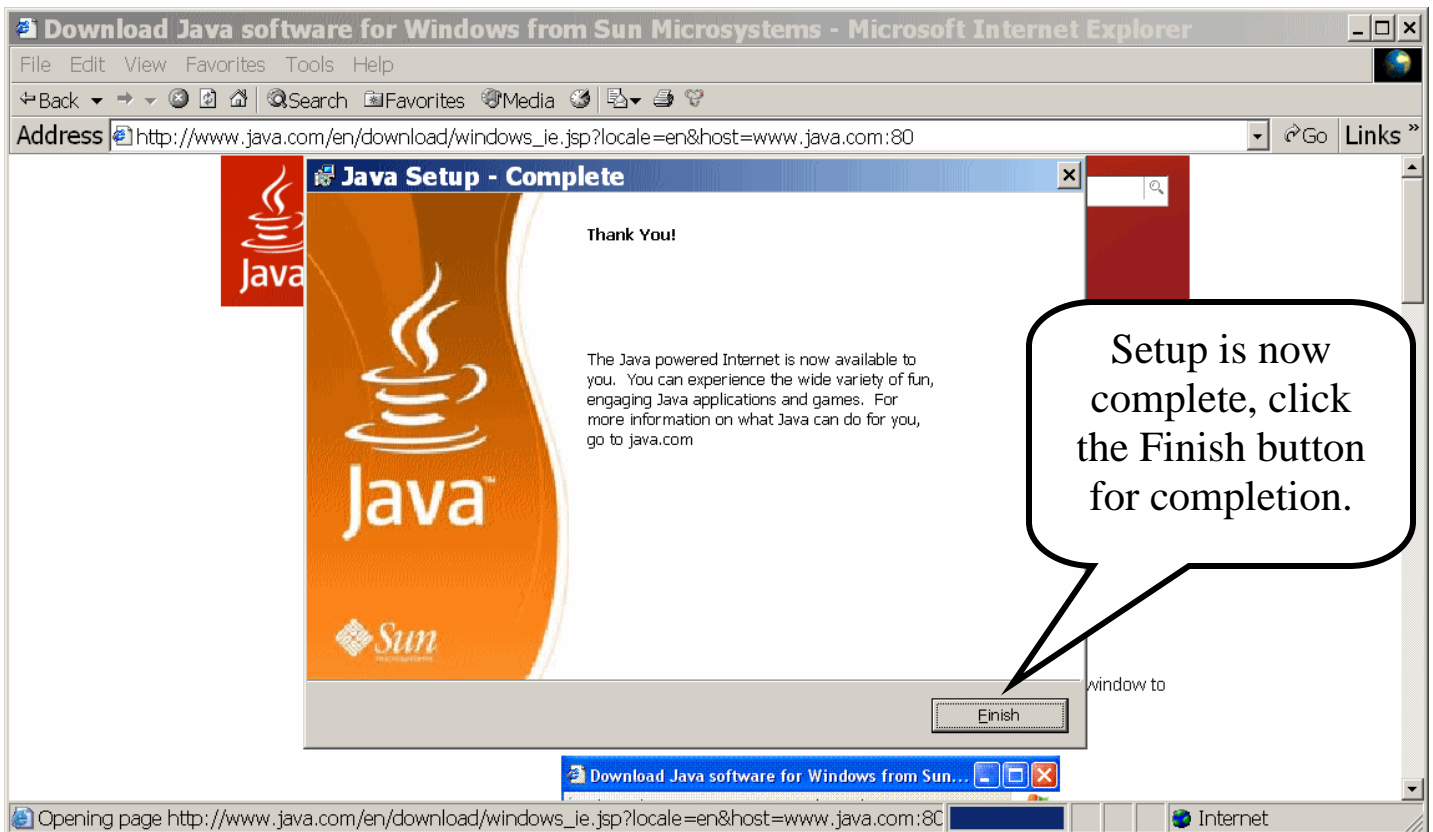 Download Java software for Windows from Sun Microsystems - Microsoft Internet Explorer
File Edit View Favorites Tools Help
Back Search Favorites Media
Address http://www.java.com/en/download/windows_ie.jsp?locale=en&host=www.java.com:80 Go Links »
Java
Java Setup - Complete
Thank You!
The Java powered Internet is now available to
you. You can experience the wide variety of fun,
engaging Java applications and games. For
more information on what Java can do for you,
go to java.com
Java™
Sun
microsystems
Setup is now
complete, click
the Finish button
for completion.
window to
Finish
Download Java software for Windows from Sun...
Opening page http://www.java.com/en/download/windows_ie.jsp?locale=en&host=www.java.com:80 Internet